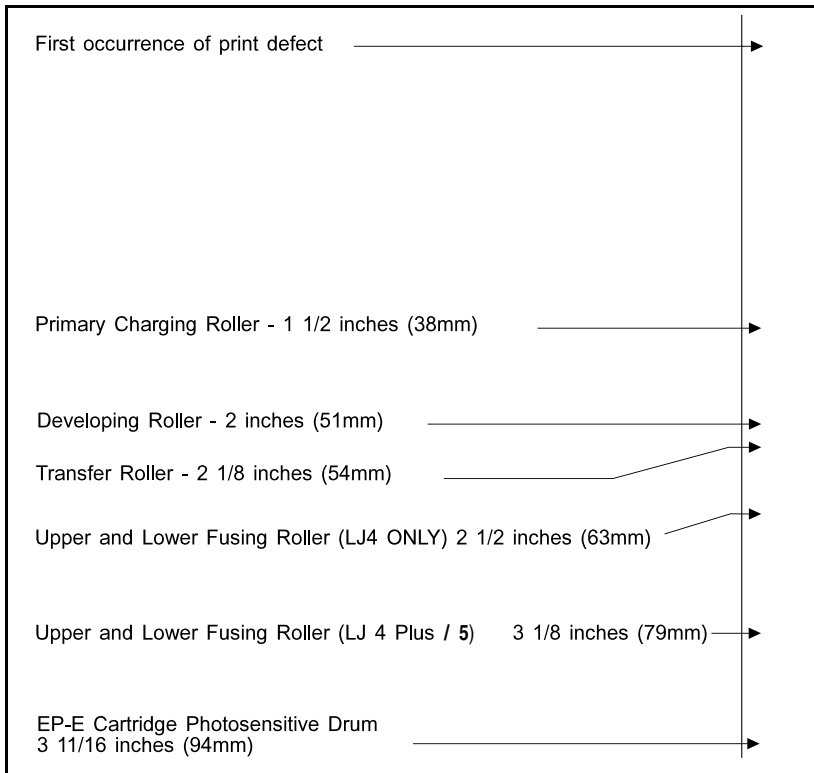 First occurrence of print defect
Primary Charging Roller - 1 1/2 inches (38mm)
Developing Roller - 2 inches (51mm)
Transfer Roller - 2 1/8 inches (54mm)
Upper and Lower Fusing Roller (LJ4 ONLY) 2 1/2 inches (63mm)
Upper and Lower Fusing Roller (LJ 4 Plus / 5) 3 1/8 inches (79mm)
EP-E Cartridge Photosensitive Drum
3 11/16 inches (94mm)